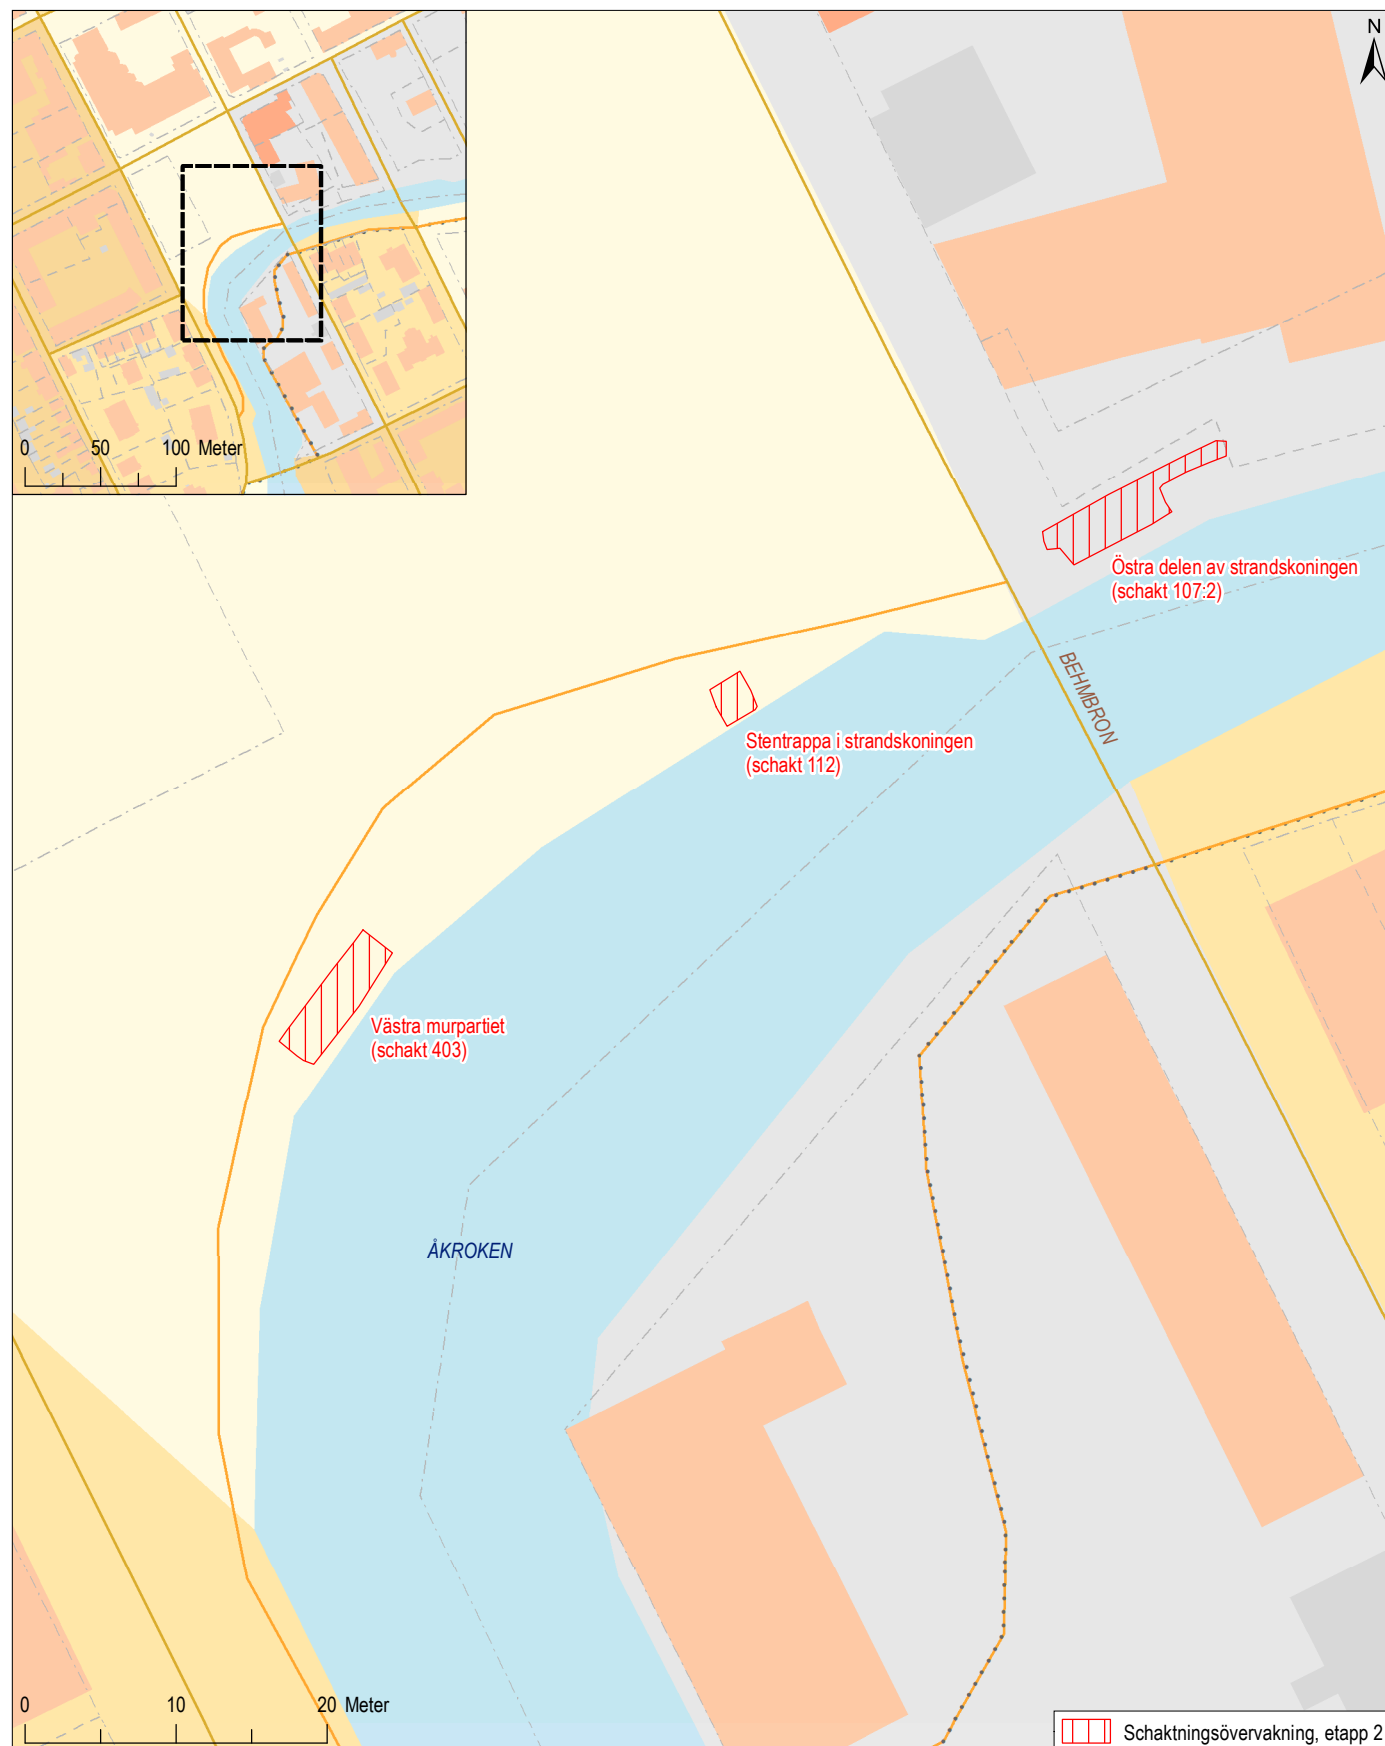 N
0 50 100 Meter
Östra delen av strandskoningen
(schakt 107:2)
BEHMBRON
Stentrappa i strandskoningen
(schakt 112)
Västra murpartiet
(schakt 403)
ÅKROKEN
0 10 20 Meter
Schaktningsövervakning, etapp 2